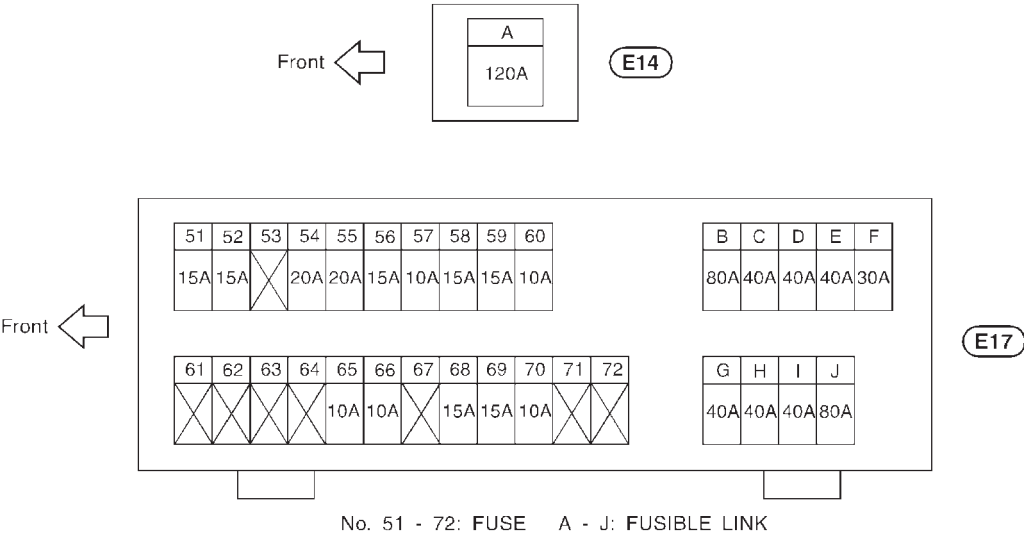 A
Front
120A
E14
51 52 53 54 55 56 57 58 59 60
B C D E F
15A 15A 20A 20A 15A 10A 15A 15A 10A
80A 40A 40A 40A 30A
Front
E17
61 62 63 64 65 66 67 68 69 70 71 72
G H I J
10A 10A 15A 15A 10A
40A 40A 40A 80A
No. 51 - 72: FUSE A - J: FUSIBLE LINK